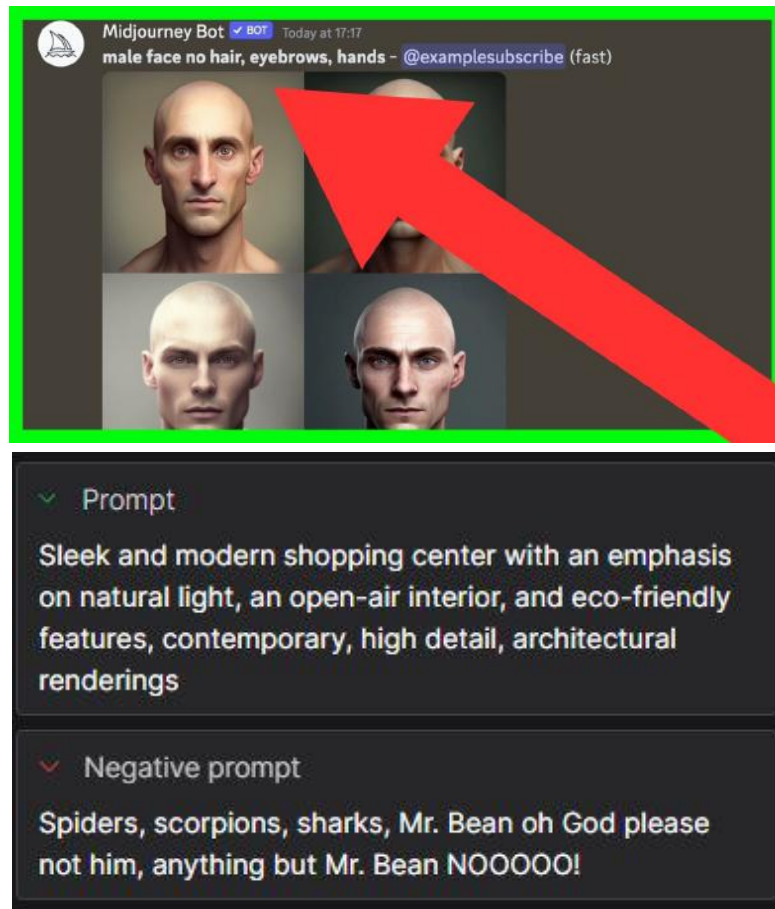 Midjourney Bot ✓ BOT Today at 17:17
male face no hair, eyebrows, hands - @examplesubscribe (fast)
Prompt
Sleek and modern shopping center with an emphasis
on natural light, an open-air interior, and eco-friendly
features, contemporary, high detail, architectural
renderings
Negative prompt
Spiders, scorpions, sharks, Mr. Bean oh God please
not him, anything but Mr. Bean NOOOOO!